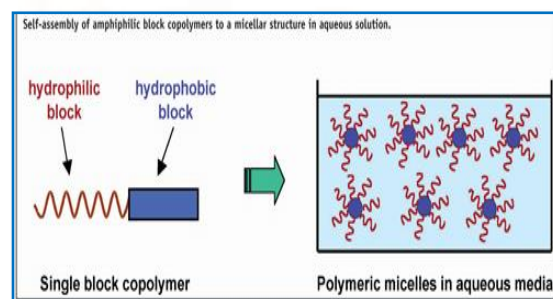 Self-assembly of amphiphilic block copolymers to a micellar structure in aqueous solution.
hydrophilic
block
hydrophobic
block
Single block copolymer
Polymeric micelles in aqueous media